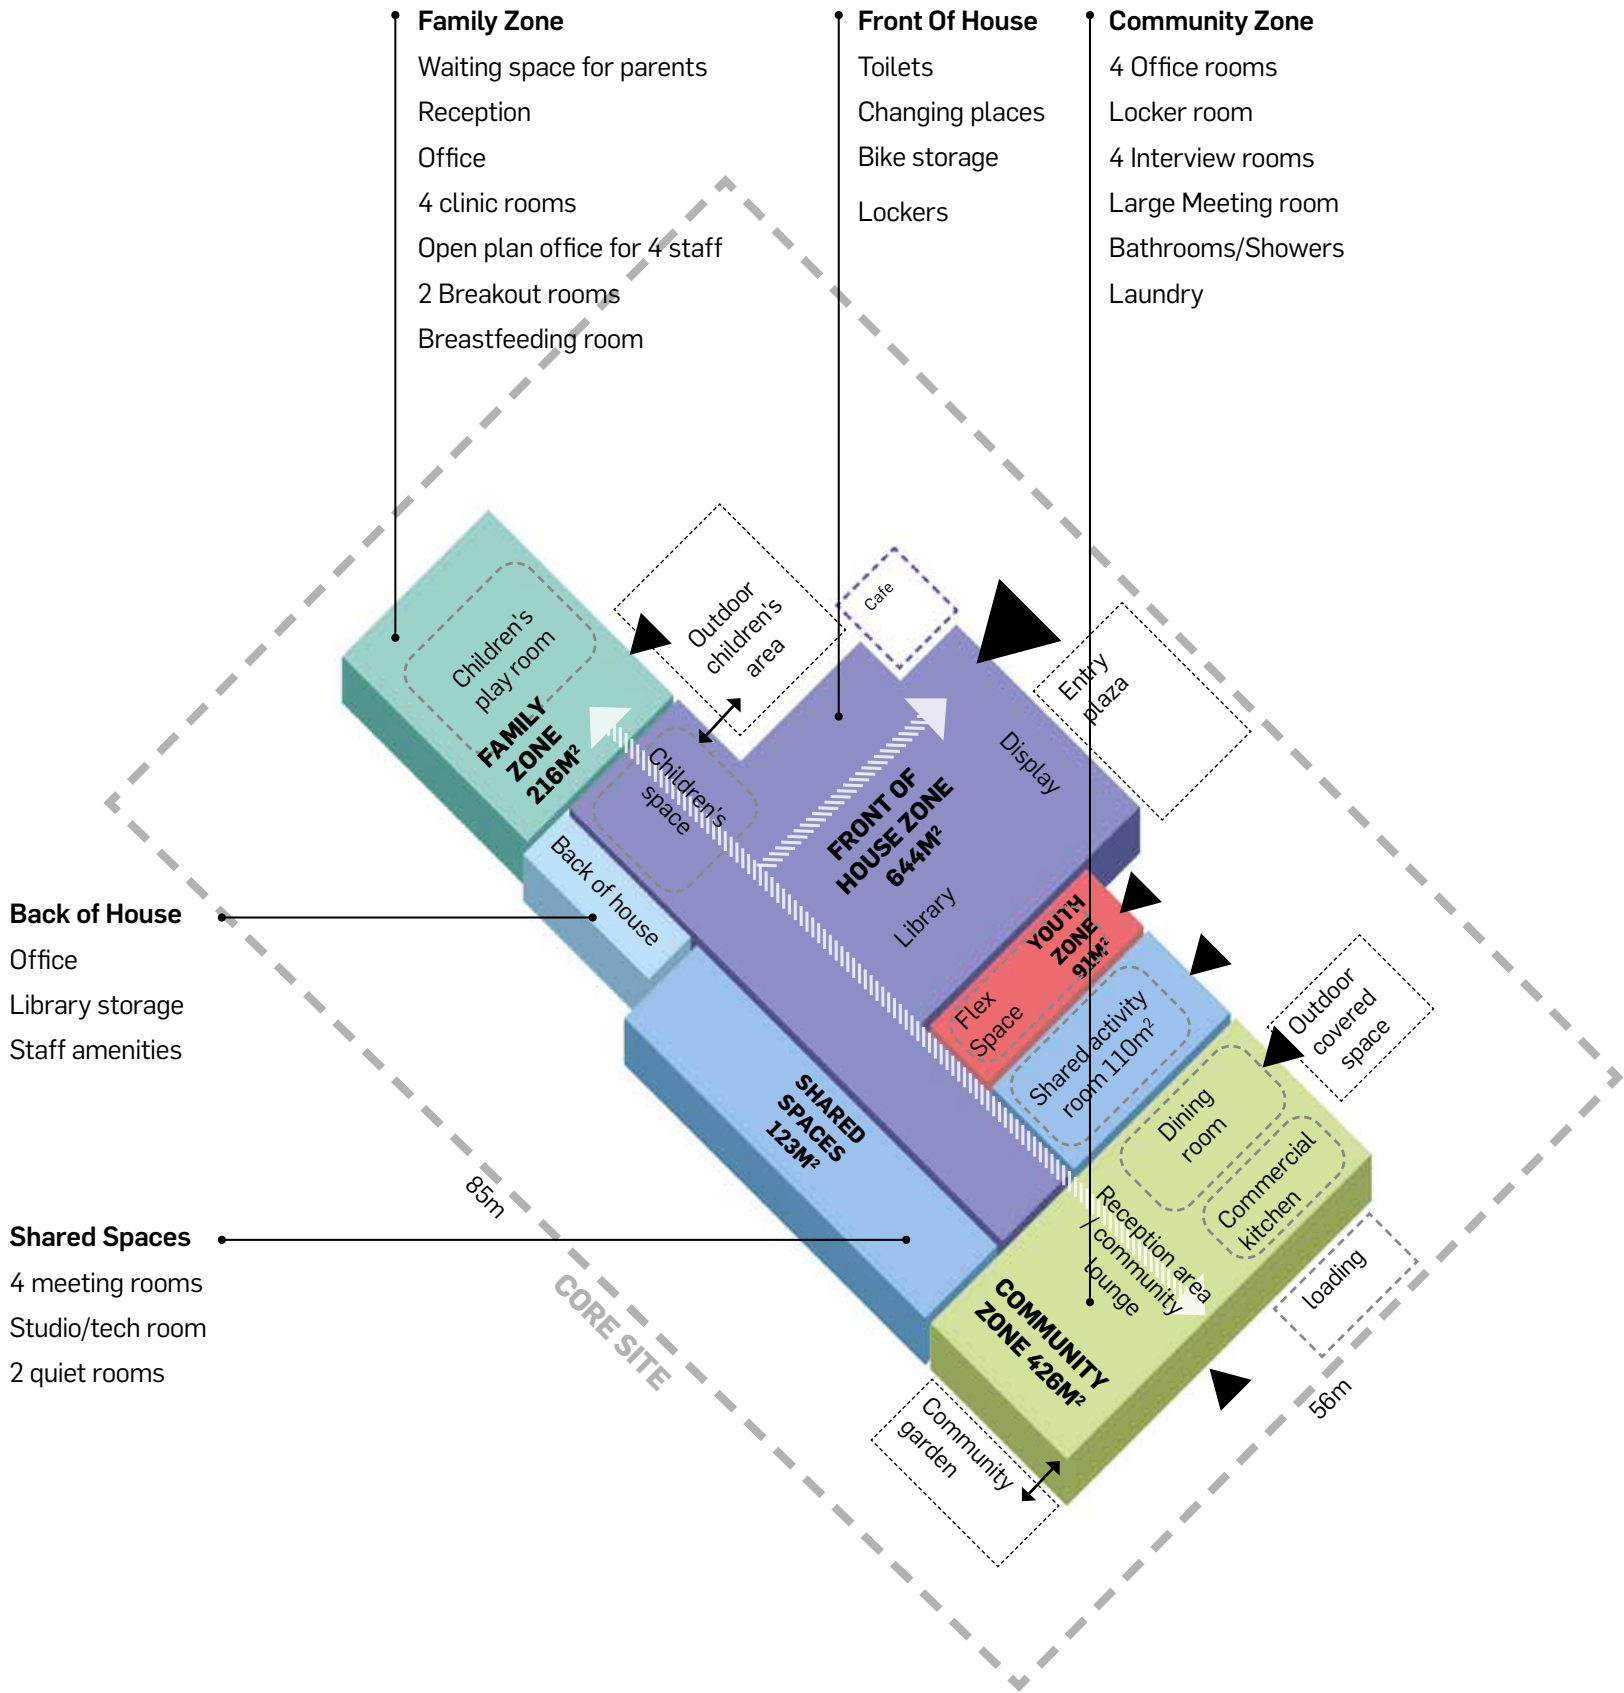 Family Zone
Waiting space for parents
Reception
Office
4 clinic rooms
Open plan office for 4 staff
2 Breakout rooms
Breastfeeding room
Front Of House
Toilets
Changing places
Bike storage
Lockers
Community Zone
4 Office rooms
Locker room
4 Interview rooms
Large Meeting room
Bathrooms/Showers
Laundry
Children's
play room
FAMILY
ZONE
216M²
Outdoor
children's
area
Cafe
Entry
plaza
Children's
space
Display
FRONT OF
HOUSE ZONE
644M²
Library
Back of house
YOUTH
ZONE
91M²
Flex
Space
Shared activity
room 110m²
Outdoor
covered
space
Dining
room
Commercial
kitchen
Reception area
/ community
lounge
COMMUNITY
ZONE 426M²
loading
Community
garden
SHARED
SPACES
123M²
Back of House
Office
Library storage
Staff amenities
Shared Spaces
4 meeting rooms
Studio/tech room
2 quiet rooms
85m
CORE SITE
56m